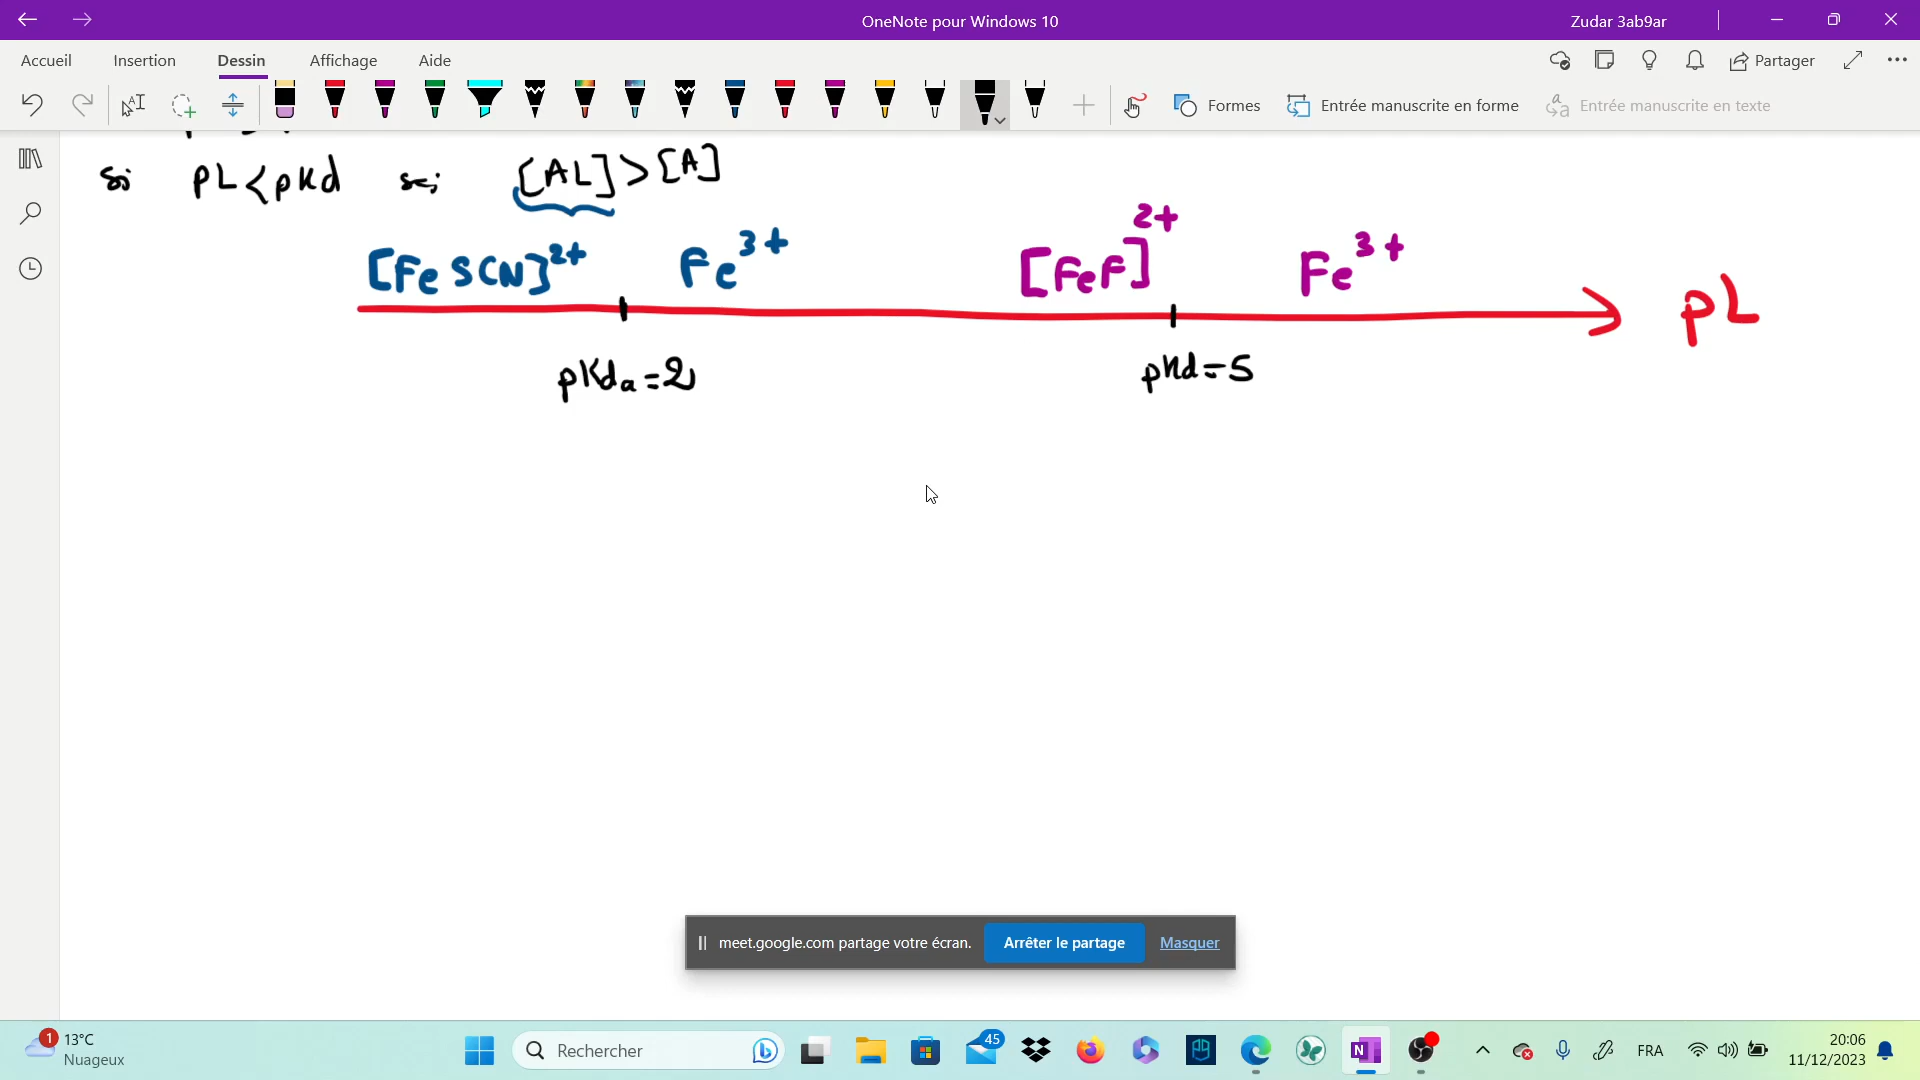 OneNote pour Windows 10
Zudar 3ab9ar
Accueil Insertion Dessin Affichage Aide
Partager
Formes Entrée manuscrite en forme Entrée manuscrite en texte
si pL<pKd si [AL]>[A]
[FeSCN]²⁺ Fe³⁺ [FeF]²⁺ Fe³⁺
pL
pKda=2 pKd=5
meet.google.com partage votre écran. Arrêter le partage Masquer
1 13°C
Nuageux
Rechercher
45
FRA
20:06
11/12/2023